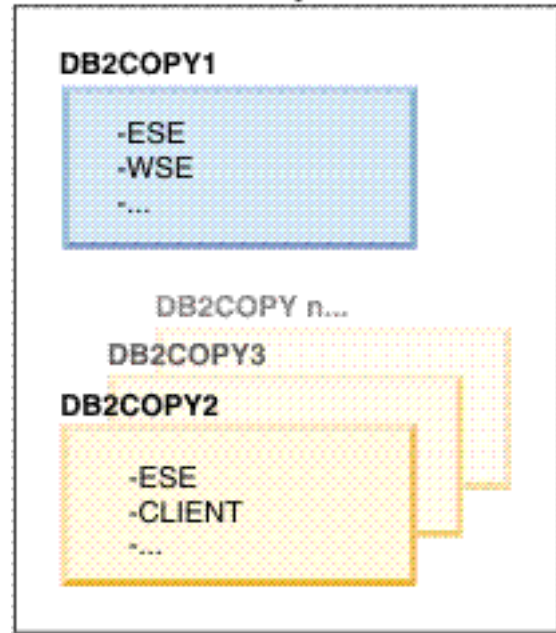 DB2COPY1
-ESE
-WSE
-...
DB2COPY n...
DB2COPY3
DB2COPY2
-ESE
-CLIENT
-...